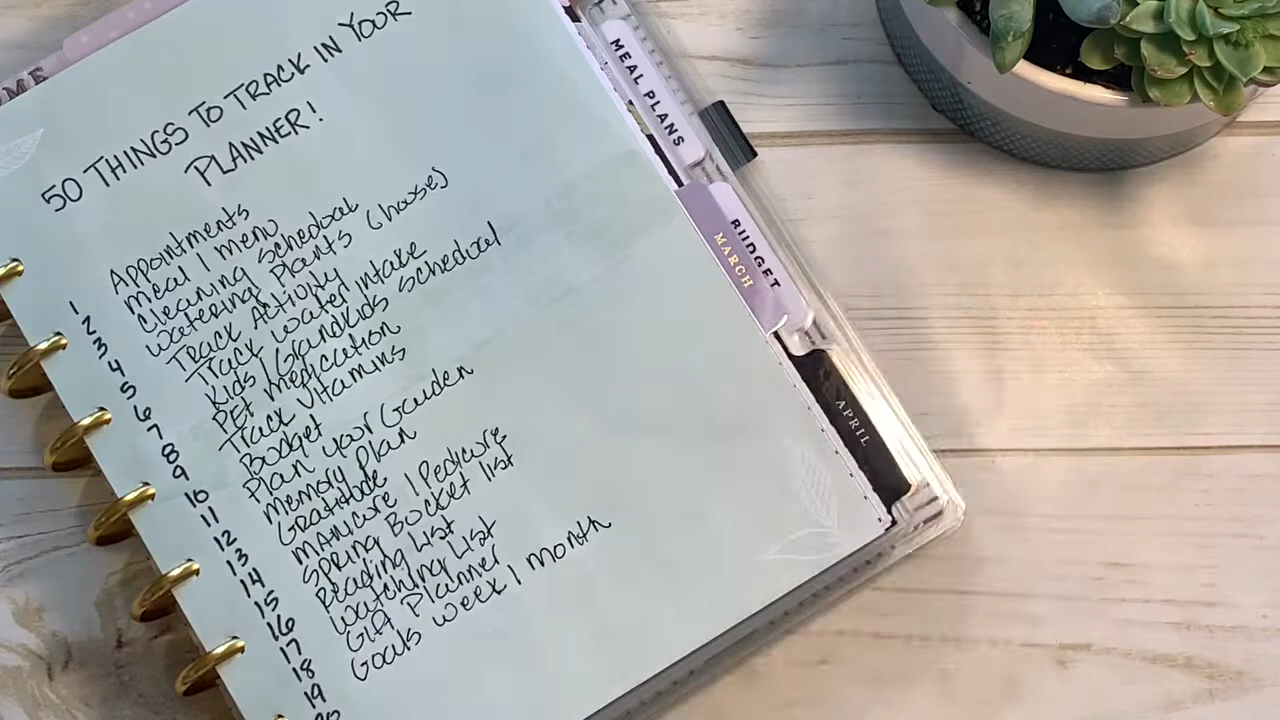 50 THINGS TO TRACK IN YOUR
PLANNER!
1 Appointments
2 Meal / menu
3 Cleaning Schedual
4 Watering Plants (houses)
5 Track Activity
6 Track water intake
7 Kids / Grandkids schedual
8 Pet medication
9 Track vitamins
10 Budget
11 Plan your Garden
12 Memory Plan
13 Gratitude
14 Manicure / Pedicure
15 Spring Bucket list
16 Reading List
17 Watching List
18 Gift Planner
19 Goals week / month
20
MEAL PLANS
BUDGET
MARCH
APRIL